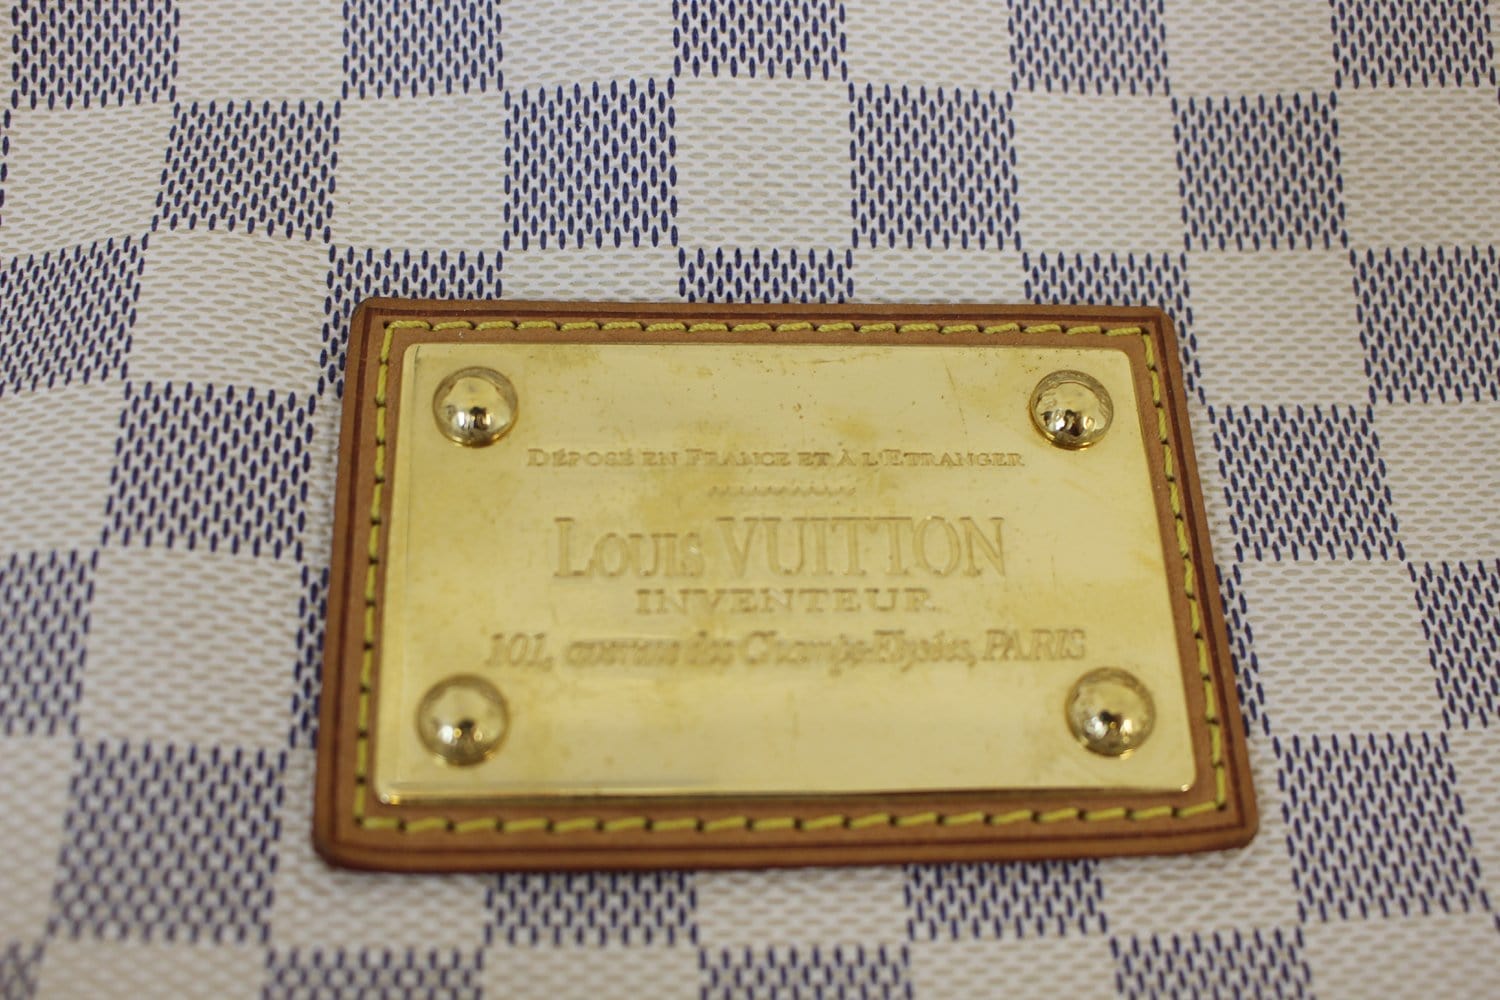 DÉPOSÉ EN FRANCE ET À L'ETRANGER
LOUIS VUITTON
INVENTEUR
101, avenue des Champs-Elysées, PARIS